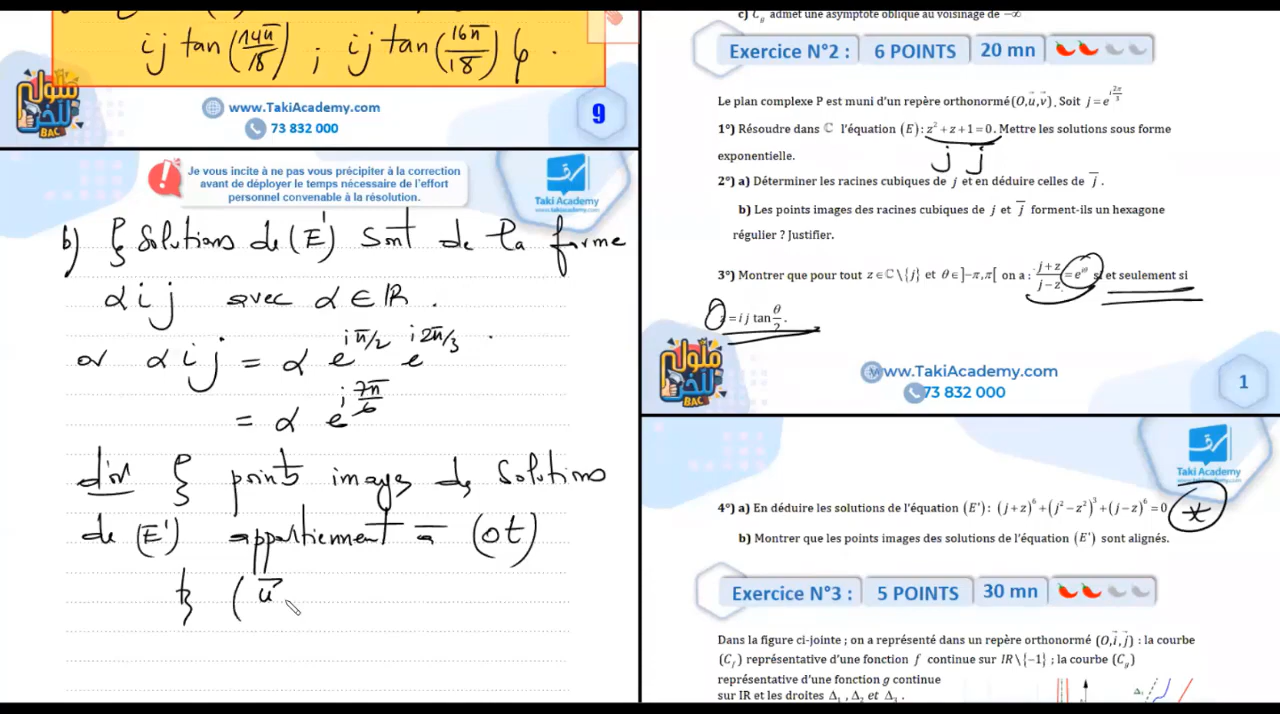 i j tan(14π/18) ; i j tan(16π/18) } .
www.TakiAcademy.com
73 832 000
9
BAC
Je vous incite à ne pas vous précipiter à la correction
avant de déployer le temps nécessaire de l'effort
personnel convenable à la résolution.
Taki Academy
www.TakiAcademy.com
b) Solutions de (E') Sont de la forme
α i j avec α ∈ ℝ .
or α i j = α e^{iπ/2} e^{i2π/3} .
= α e^{i7π/6}
d'où points images de Solutions
de (E') appartiennent à (Ot)
tq (u⃗
c) C_g admet une asymptote oblique au voisinage de −∞
Exercice N°2 : 6 POINTS 20 mn
Le plan complexe P est muni d'un repère orthonormé (O,u⃗,v⃗). Soit j = e^{i2π/3}
1°) Résoudre dans ℂ l'équation (E) : z² + z + 1 = 0. Mettre les solutions sous forme
j j̄
exponentielle.
2°) a) Déterminer les racines cubiques de j et en déduire celles de j̄ .
b) Les points images des racines cubiques de j et j̄ forment-ils un hexagone
régulier ? Justifier.
3°) Montrer que pour tout z ∈ ℂ\{j} et θ ∈ ]−π,π[ on a : (j+z)/(j−z) = e^{iθ} si et seulement si
z = i j tan θ/2 .
BAC
www.TakiAcademy.com
73 832 000
1
Taki Academy
www.TakiAcademy.com
4°) a) En déduire les solutions de l'équation (E') : (j+z)⁶ + (j²−z²)³ + (j−z)⁶ = 0 *
b) Montrer que les points images des solutions de l'équation (E') sont alignés.
Exercice N°3 : 5 POINTS 30 mn
Dans la figure ci-jointe ; on a représenté dans un repère orthonormé (O,i⃗,j⃗) : la courbe
(C_f) représentative d'une fonction f continue sur IR\{−1} ; la courbe (C_g)
représentative d'une fonction g continue
sur IR et les droites Δ₁ , Δ₂ et Δ₃ .
Δ₁